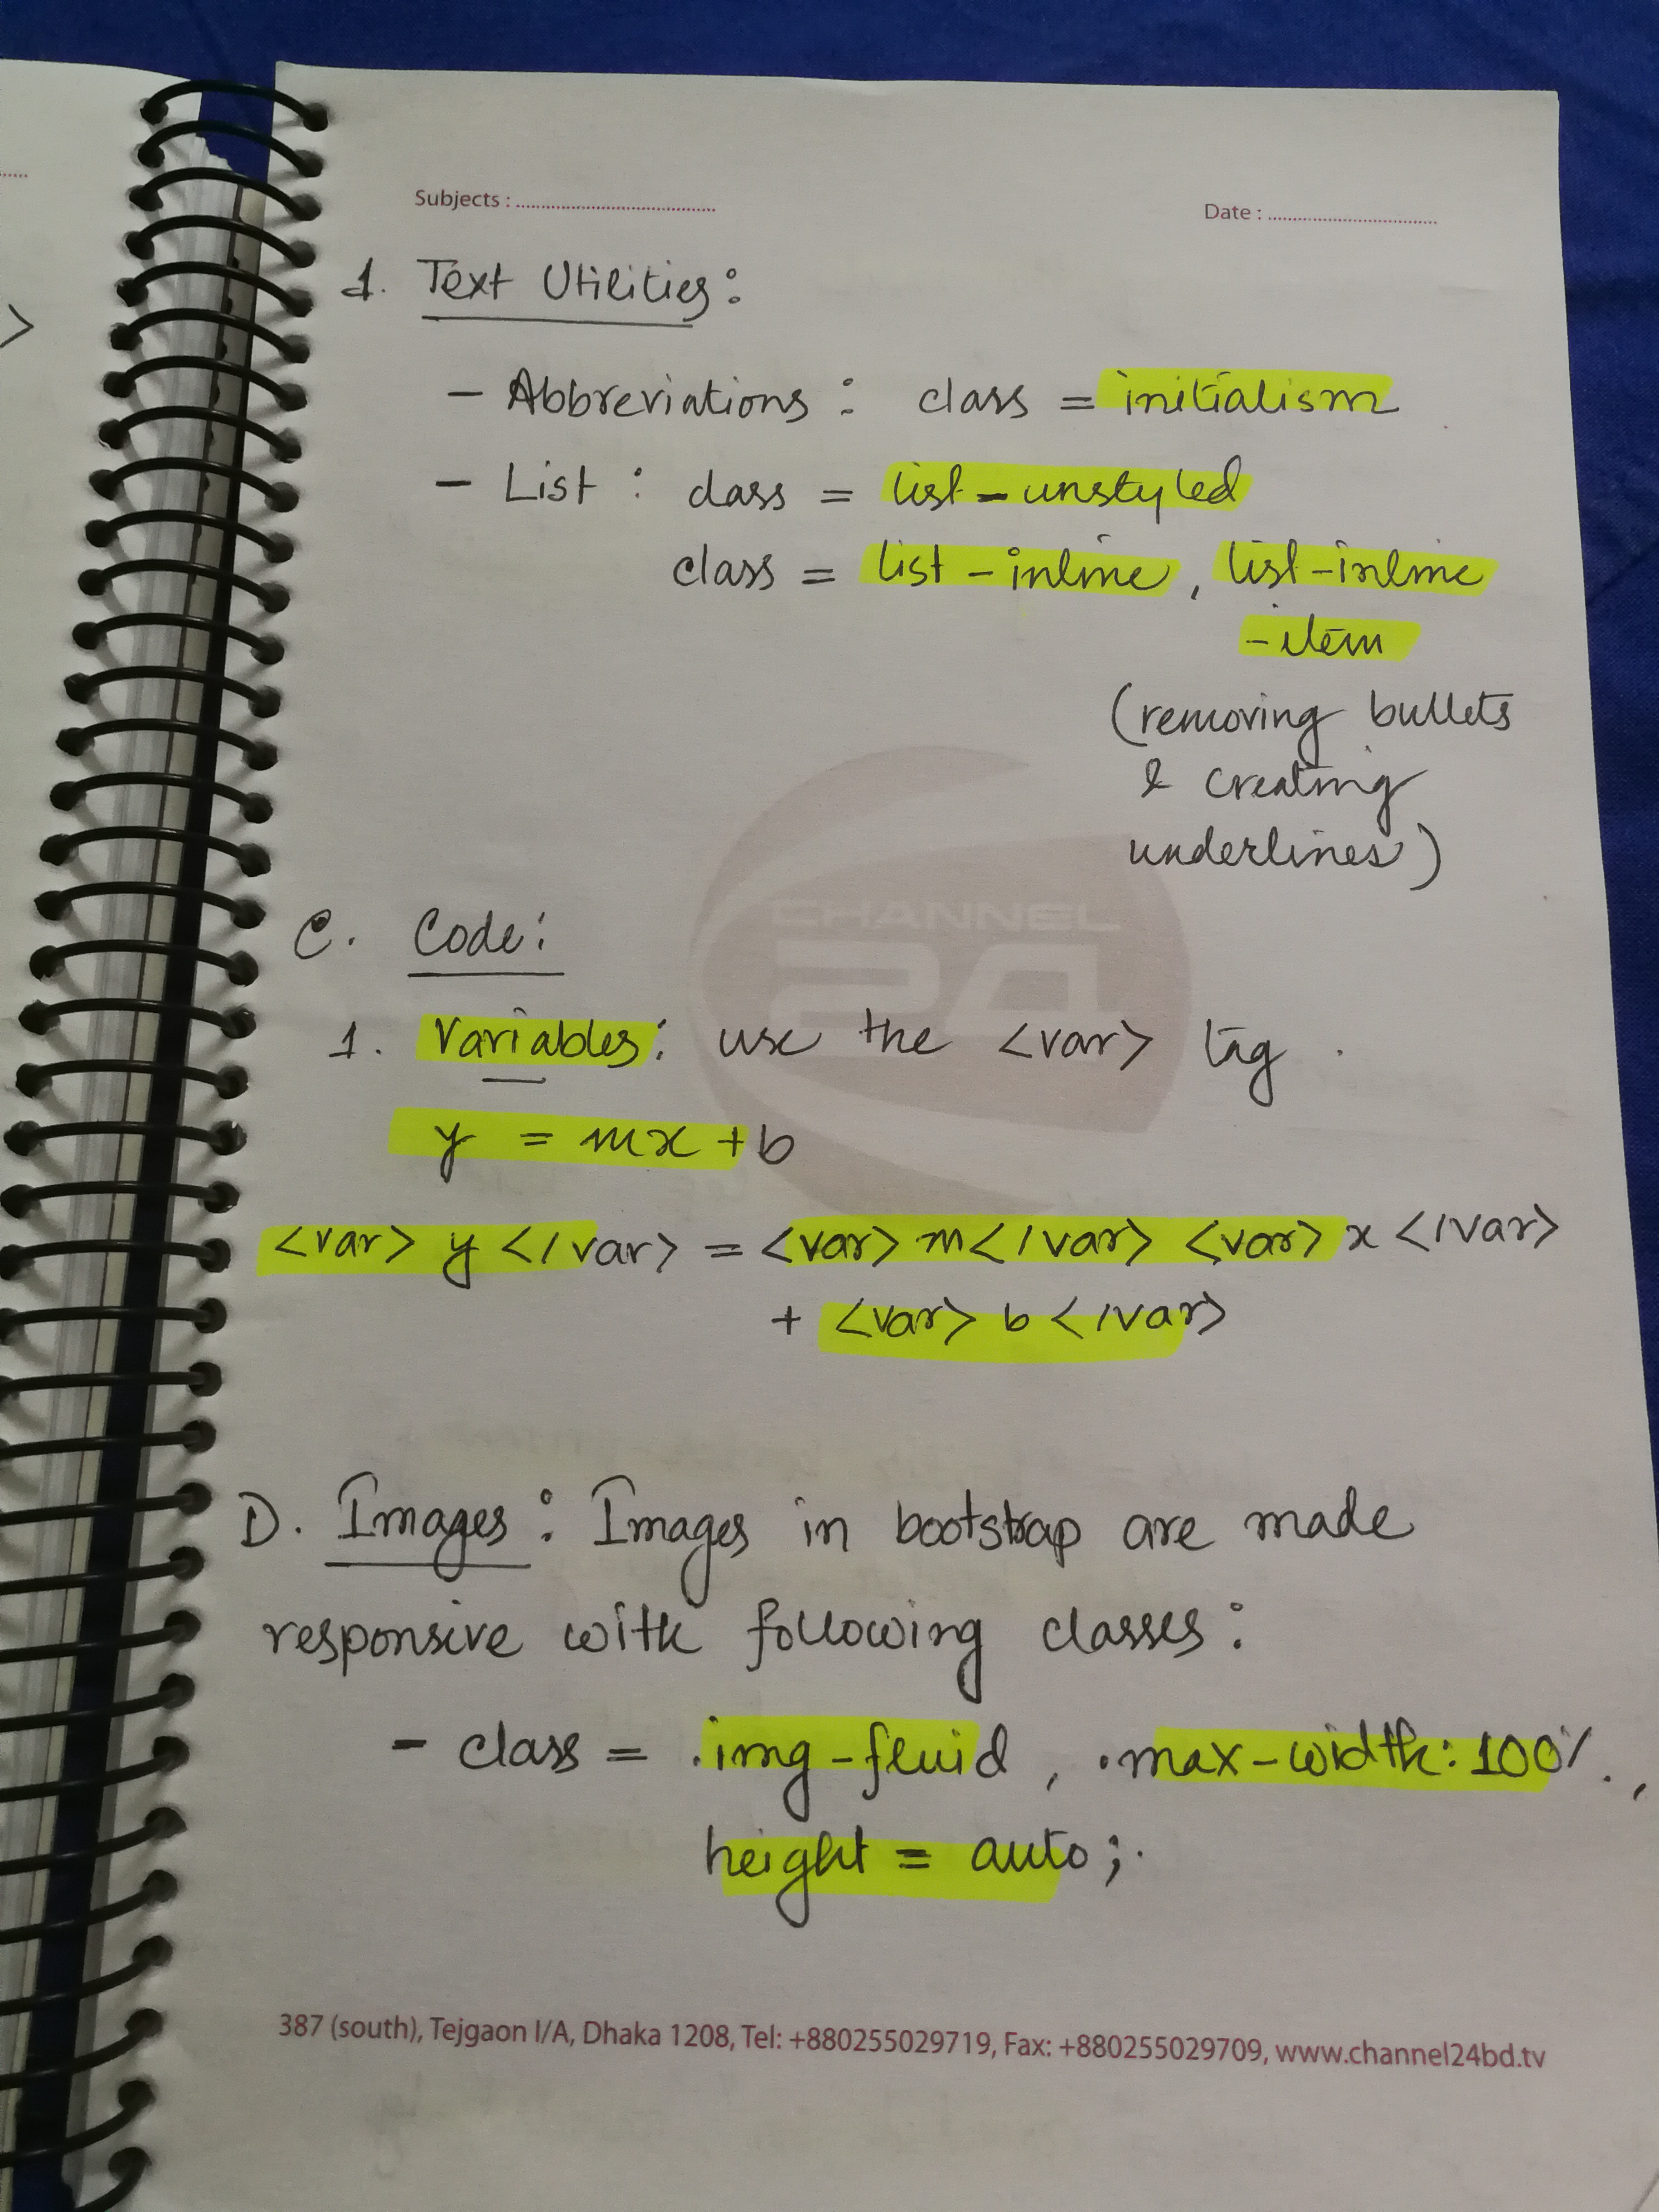 >
Subjects : ........................................
Date : ..................................
1. Text Utilities:
- Abbreviations : class = initialism
- List : class = list-unstyled
class = list-inline, list-inline
-item
(removing bullets
& creating
underlines)
CHANNEL
24
C. Code:
1. Variables: use the <var> tag .
y = mx + b
<var> y </var> = <var> m</var> <var> x </var>
+ <var> b </var>
D. Images : Images in bootstrap are made
responsive with following classes :
- class = .img-fluid , .max-width: 100%.,
height = auto;.
387 (south), Tejgaon I/A, Dhaka 1208, Tel: +880255029719, Fax: +880255029709, www.channel24bd.tv